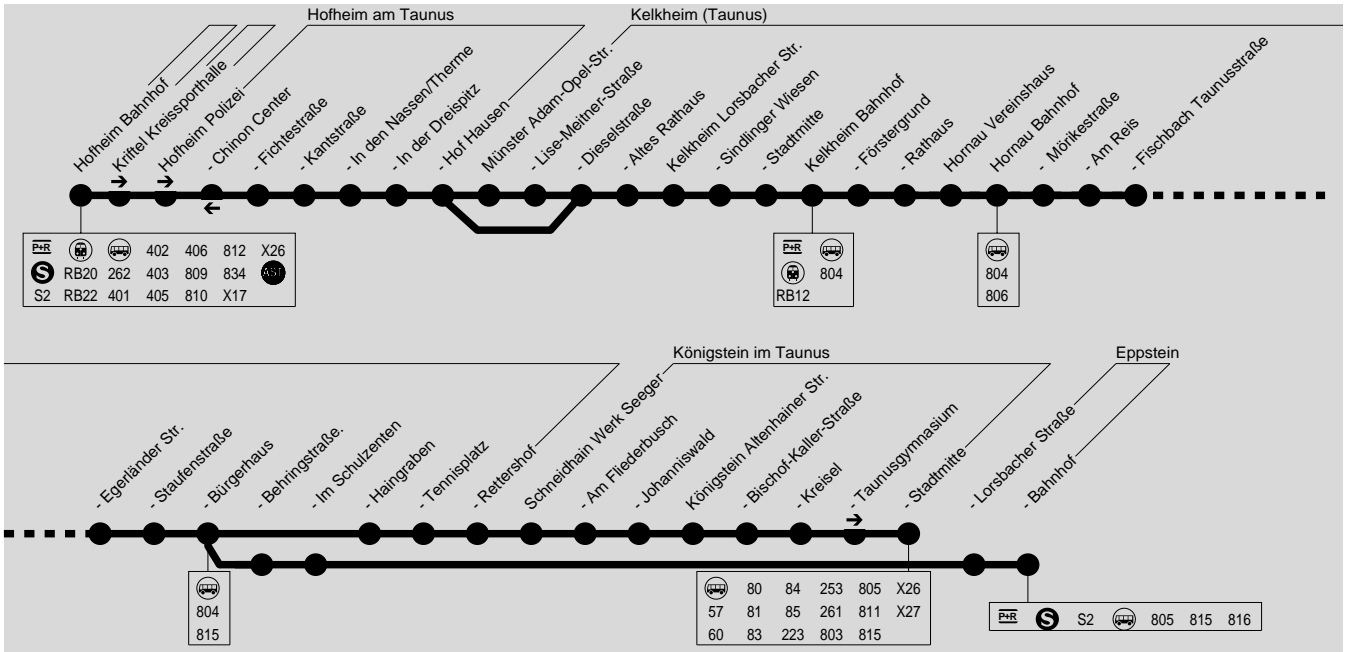 Hofheim am Taunus
Kelkheim (Taunus)
Hofheim Bahnhof
Kriftel Kreissporthalle
Hofheim Polizei
- Chinon Center
- Fichtestraße
- Kantstraße
- In den Nassen/Therme
- In der Dreispitz
- Hof Hausen
Münster Adam-Opel-Str.
- Lise-Meitner-Straße
- Dieselstraße
- Altes Rathaus
Kelkheim Lorsbacher Str.
- Sindlinger Wiesen
- Stadtmitte
Kelkheim Bahnhof
- Förstergrund
- Rathaus
Hornau Vereinshaus
Hornau Bahnhof
- Mörikestraße
- Am Reis
- Fischbach Taunusstraße
P+R 402 406 812 X26
S RB20 262 403 809 834 AST
S2 RB22 401 405 810 X17
P+R
804
RB12
804
806
Königstein im Taunus
Eppstein
- Egerländer Str.
- Staufenstraße
- Bürgerhaus
- Behringstraße.
- Im Schulzenten
- Haingraben
- Tennisplatz
- Rettershof
Schneidhain Werk Seeger
- Am Fliederbusch
- Johanniswald
Königstein Altenhainer Str.
- Bischof-Kaller-Straße
- Kreisel
- Taunusgymnasium
- Stadtmitte
- Lorsbacher Straße
- Bahnhof
804
815
80 84 253 805 X26
57 81 85 261 811 X27
60 83 223 803 815
P+R S S2 805 815 816